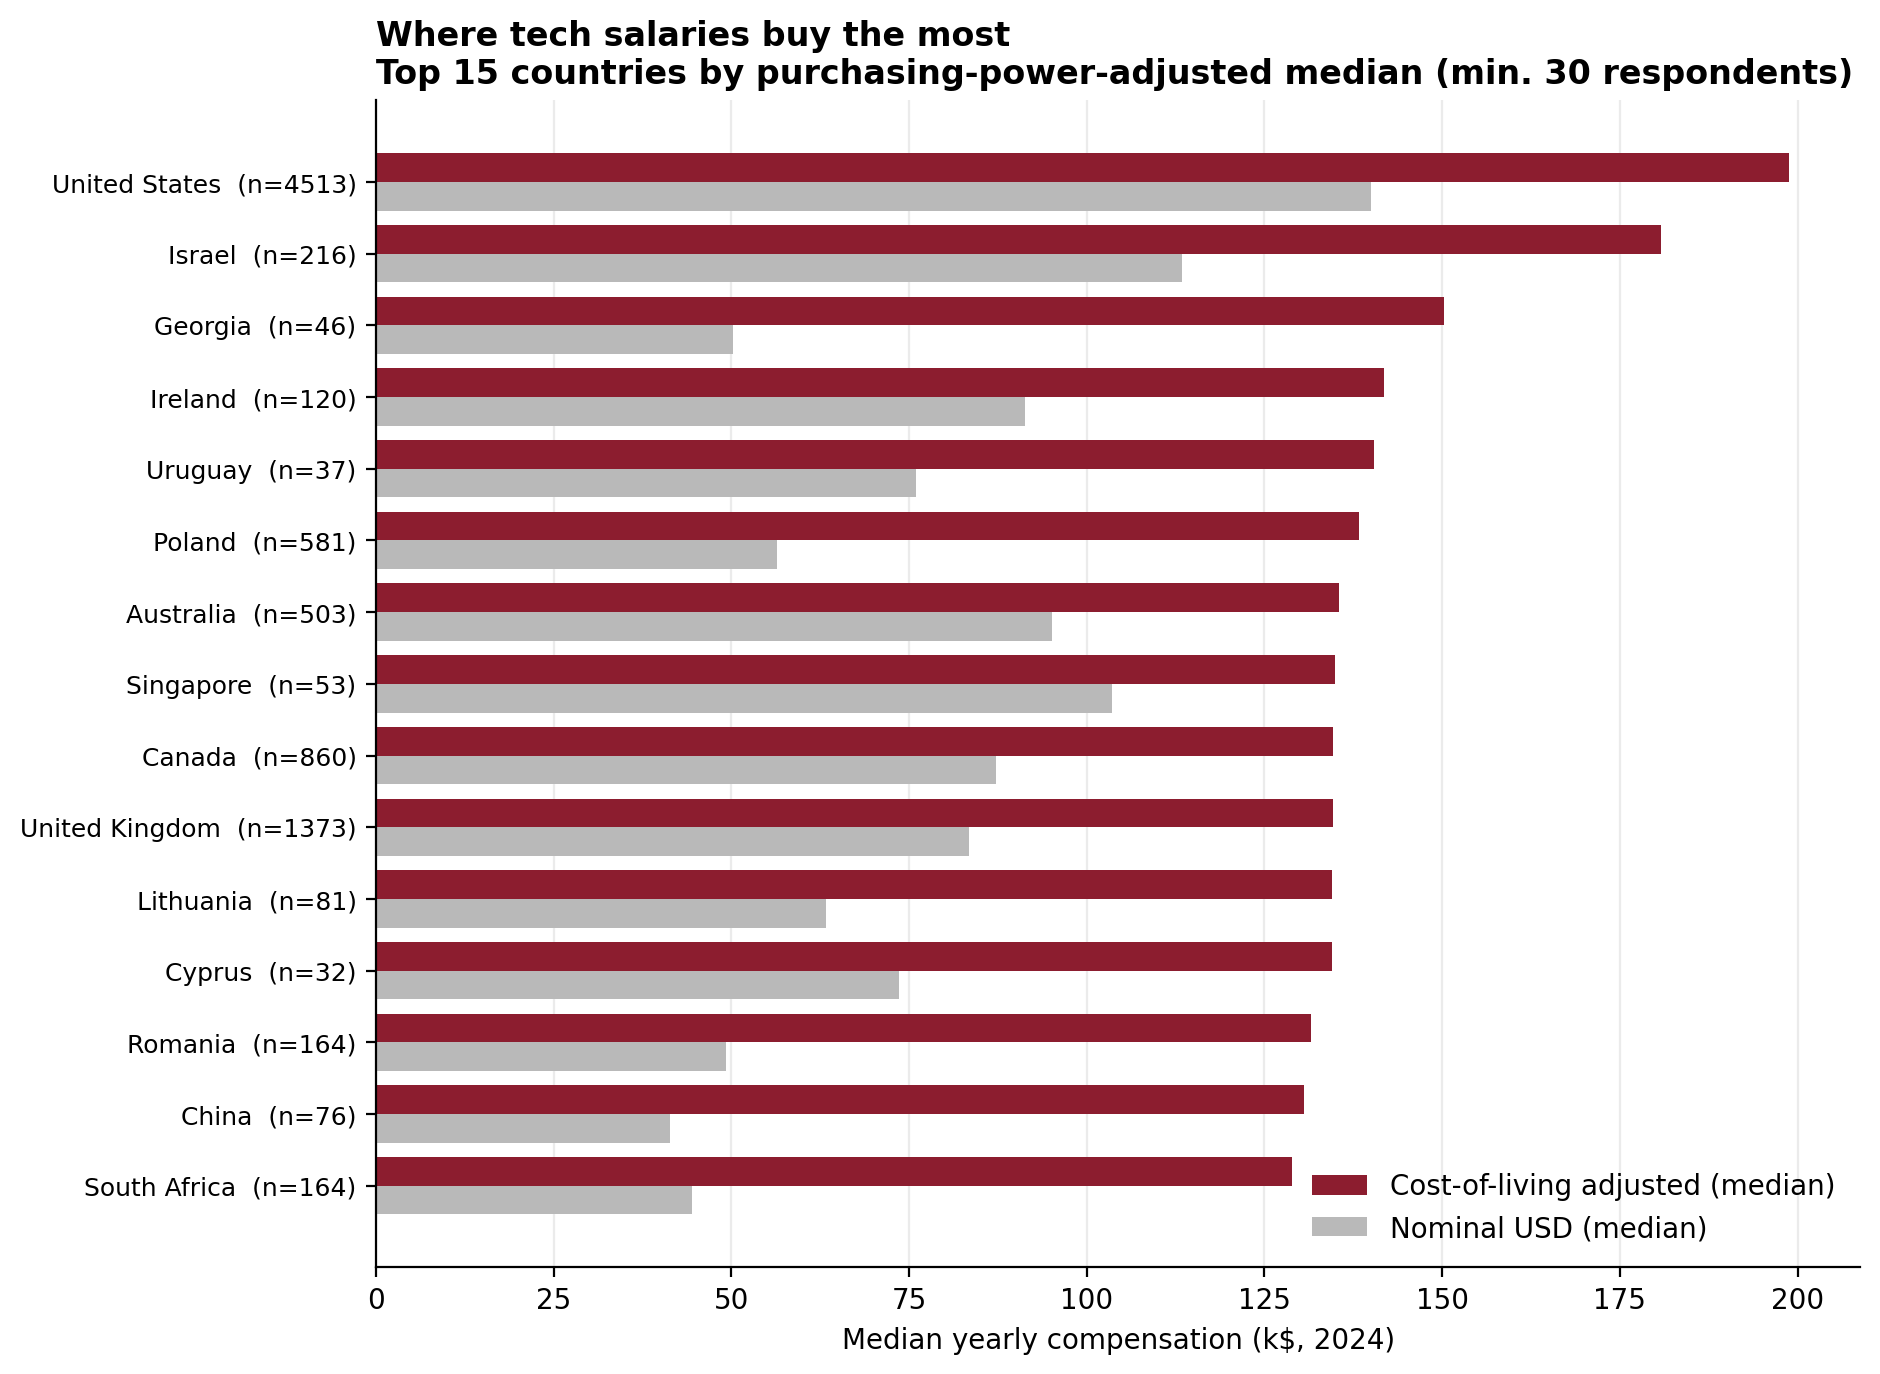 Where tech salaries buy the most
Top 15 countries by purchasing-power-adjusted median (min. 30 respondents)
United States (n=4513)
Israel (n=216)
Georgia (n=46)
Ireland (n=120)
Uruguay (n=37)
Poland (n=581)
Australia (n=503)
Singapore (n=53)
Canada (n=860)
United Kingdom (n=1373)
Lithuania (n=81)
Cyprus (n=32)
Romania (n=164)
China (n=76)
South Africa (n=164)
Cost-of-living adjusted (median)
Nominal USD (median)
0 25 50 75 100 125 150 175 200
Median yearly compensation (k$, 2024)